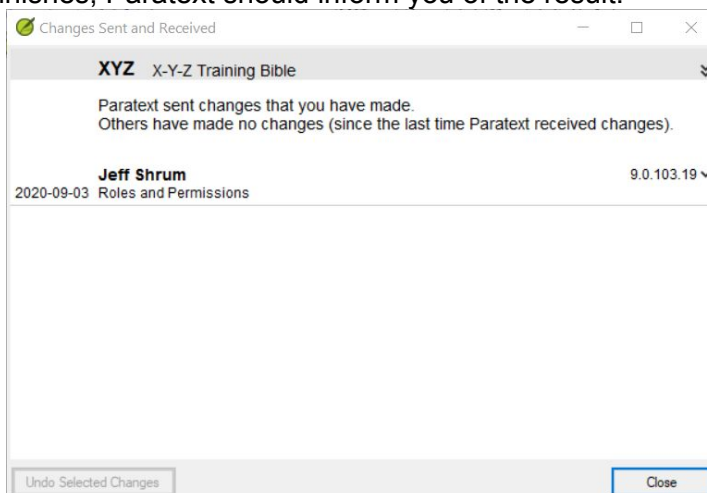 Paratext should inform you of the result.
Changes Sent and Received
XYZ X-Y-Z Training Bible
Paratext sent changes that you have made.
Others have made no changes (since the last time Paratext received changes).
Jeff Shrum 9.0.103.19
2020-09-03 Roles and Permissions
Undo Selected Changes Close